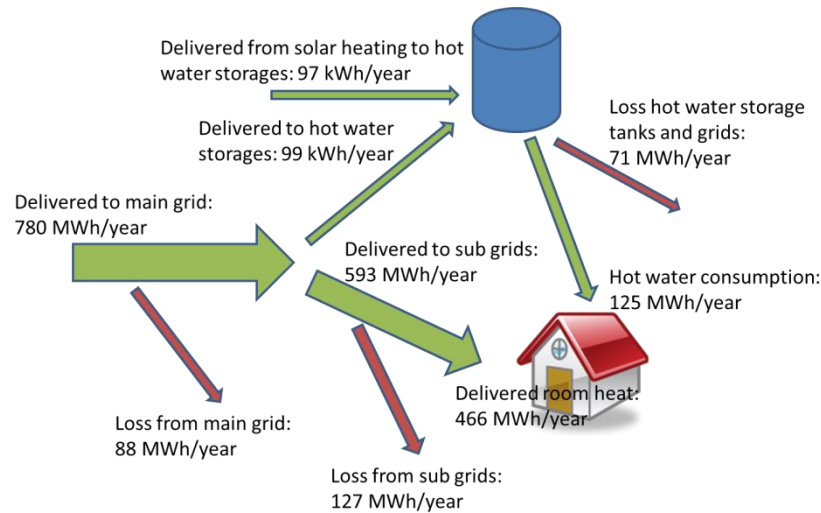 Delivered from solar heating to hot
water storages: 97 kWh/year
Delivered to hot water
storages: 99 kWh/year
Loss hot water storage
tanks and grids:
71 MWh/year
Delivered to main grid:
780 MWh/year
Delivered to sub grids:
593 MWh/year
Hot water consumption:
125 MWh/year
Delivered room heat:
466 MWh/year
Loss from main grid:
88 MWh/year
Loss from sub grids:
127 MWh/year